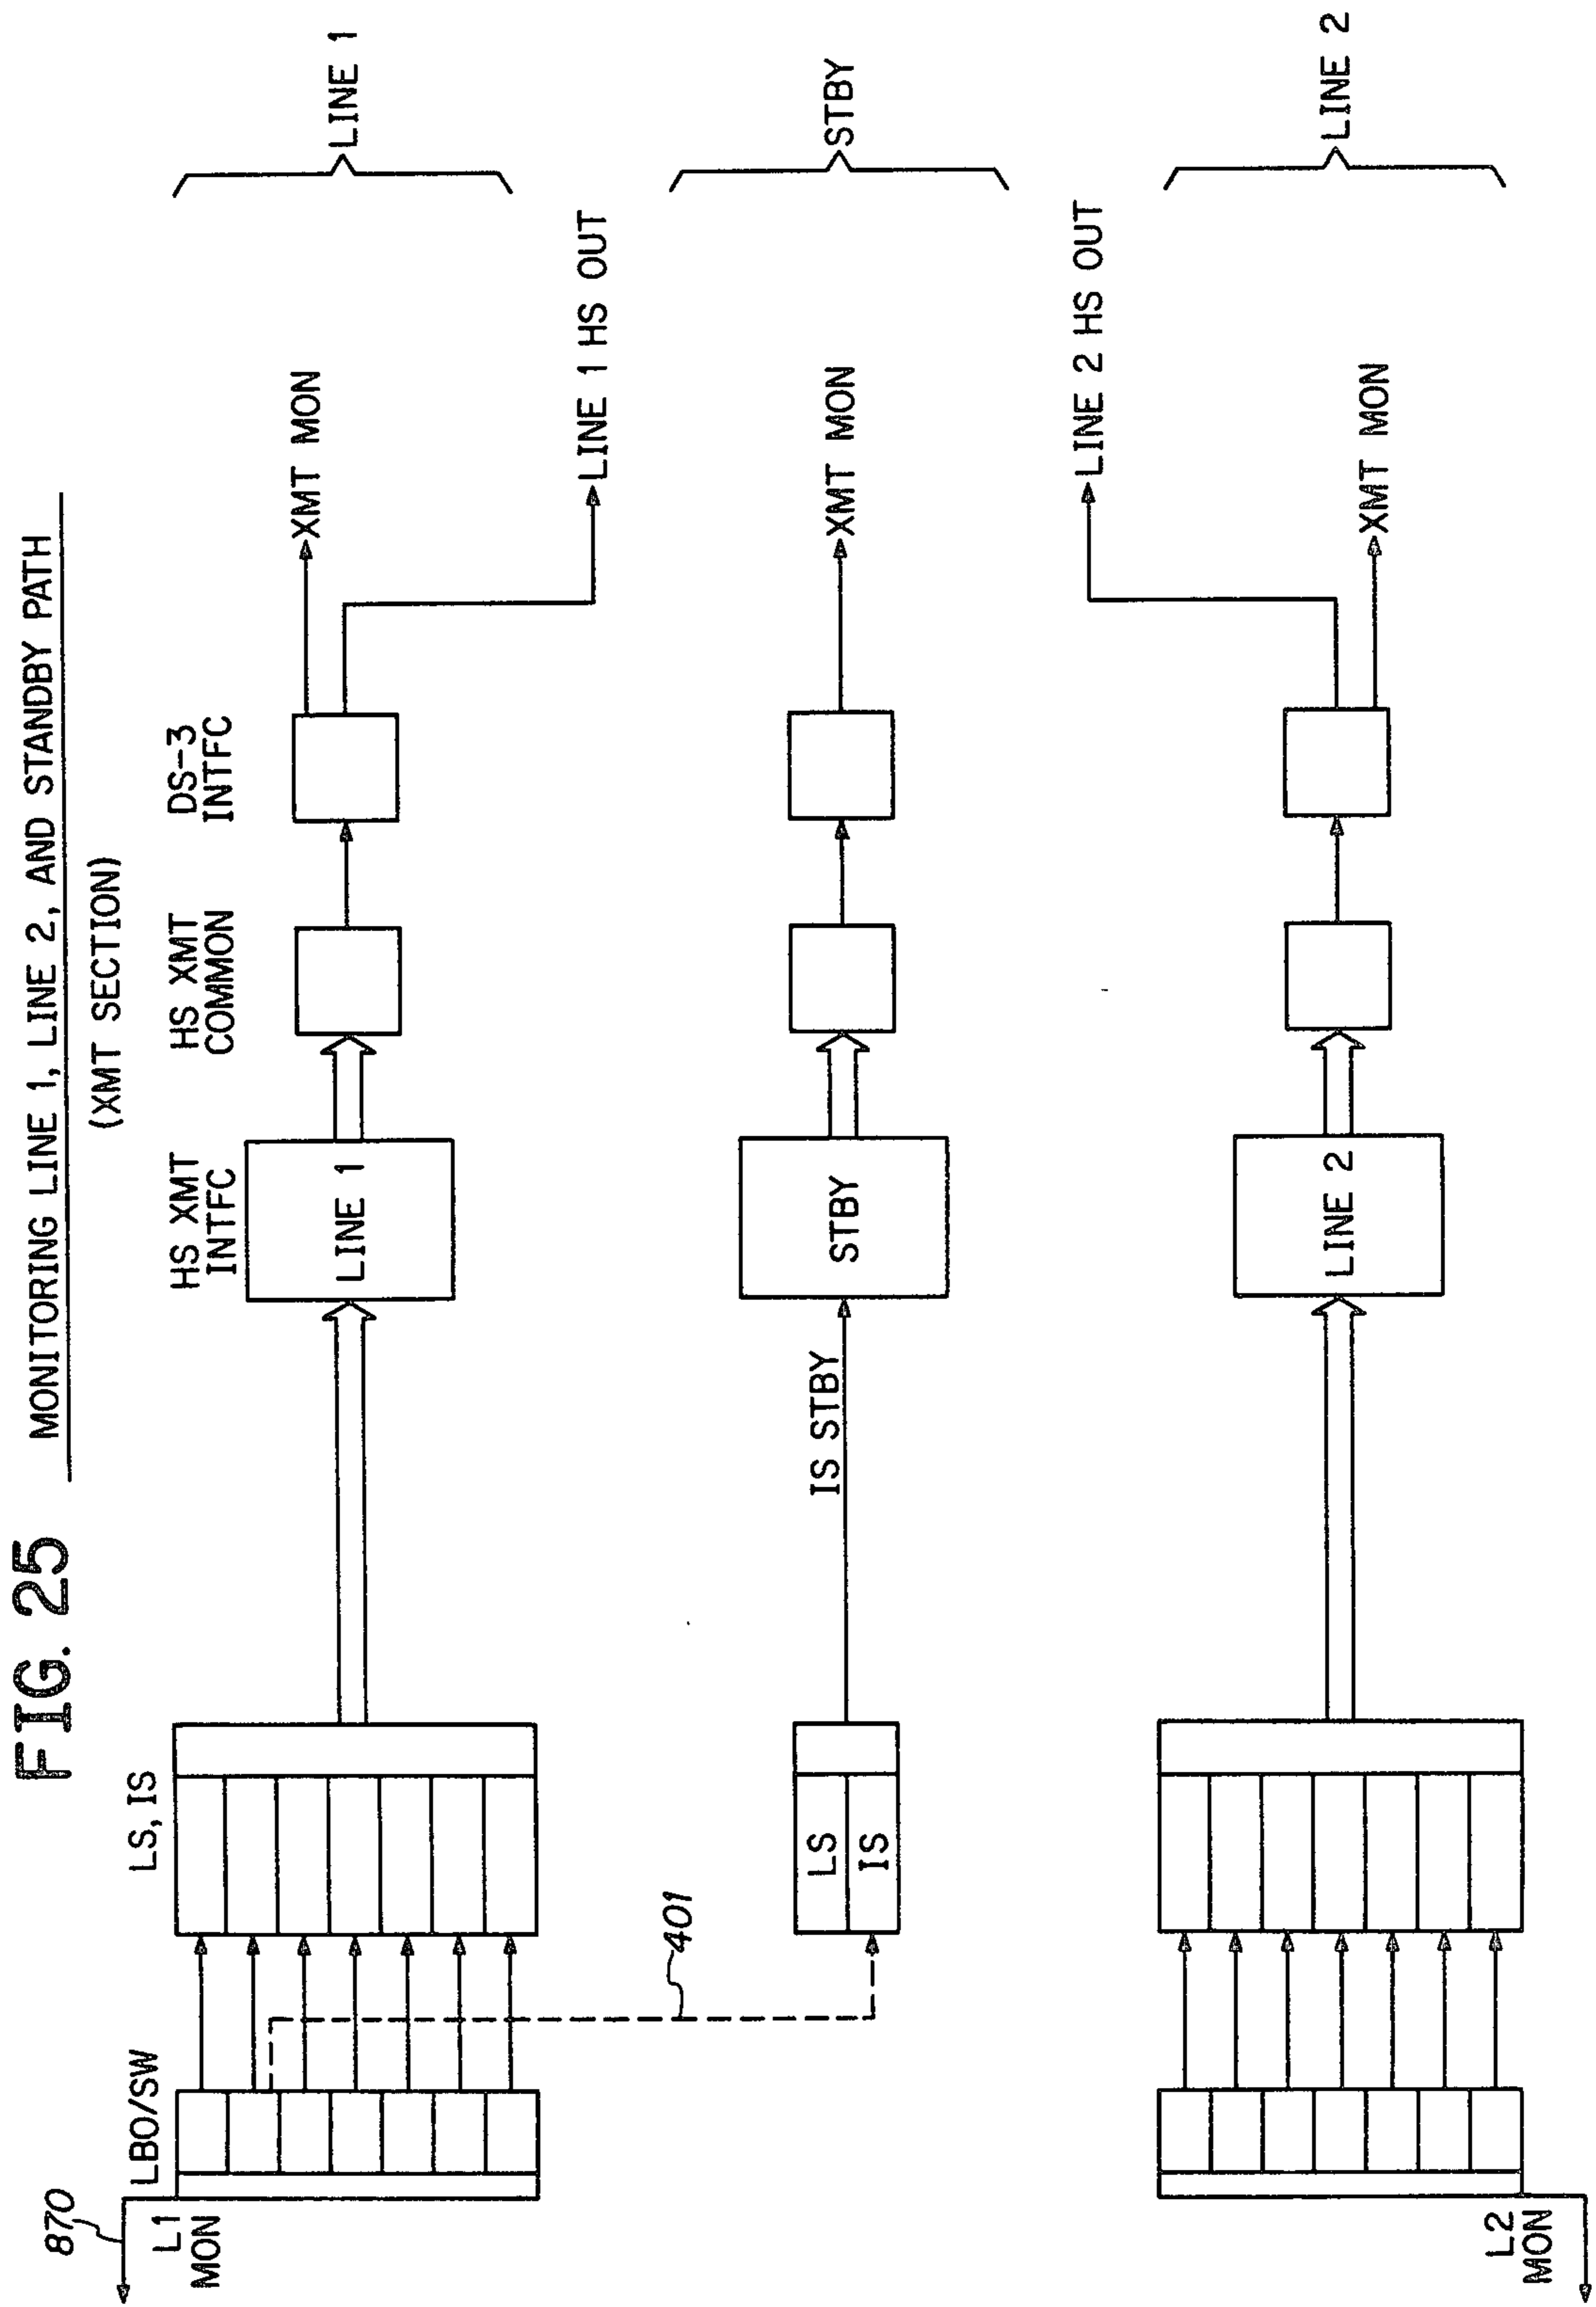 FIG. 25
MONITORING LINE 1, LINE 2, AND STANDBY PATH
(XMT SECTION)
870
L1
MON
LBO/SW
LS, IS
HS XMT
INTFC
HS XMT
COMMON
DS-3
INTFC
LINE 1
XMT MON
LINE 1 HS OUT
LINE 1
401
LS
IS
IS STBY
STBY
XMT MON
STBY
L2
MON
LINE 2
LINE 2 HS OUT
XMT MON
LINE 2